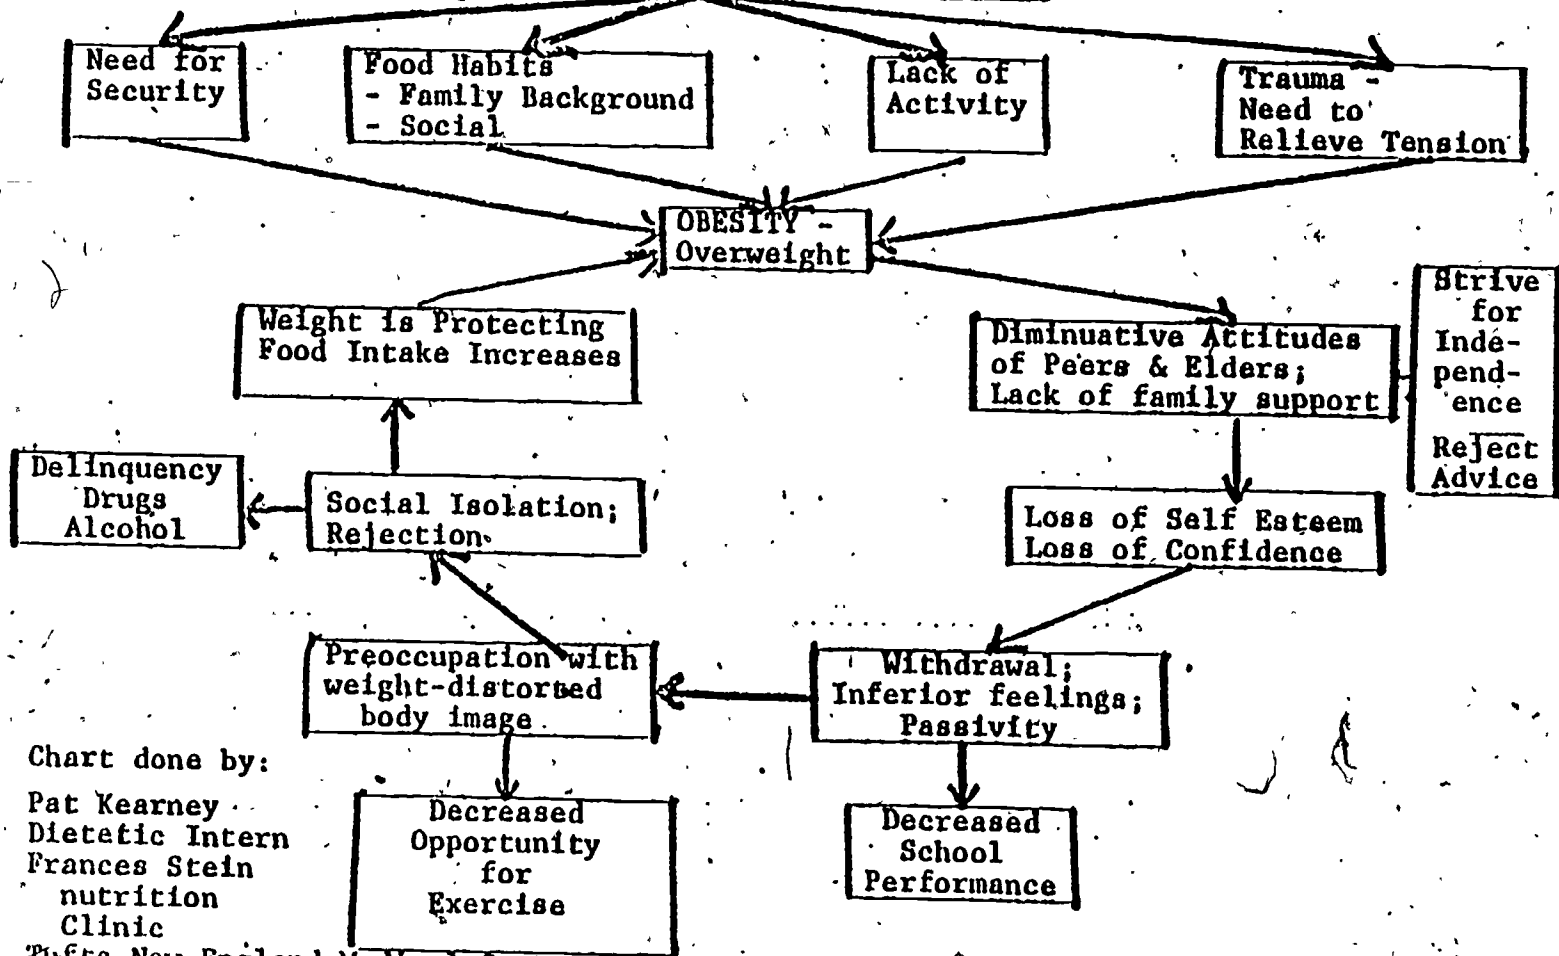 Need for
Security
Food Habits
- Family Background
- Social
Lack of
Activity
Trauma -
Need to
Relieve Tension
OBESITY -
Overweight
Weight is Protecting
Food Intake Increases
Diminuative Attitudes
of Peers & Elders;
Lack of family support
Strive
for
Inde-
pend-
ence
Reject
Advice
Delinquency
Drugs
Alcohol
Social Isolation;
Rejection
Loss of Self Esteem
Loss of Confidence
Preoccupation with
weight-distorted
body image
Withdrawal;
Inferior feelings;
Passivity
Decreased
Opportunity
for
Exercise
Decreased
School
Performance
Chart done by:
Pat Kearney
Dietetic Intern
Frances Stein
nutrition
Clinic
New England